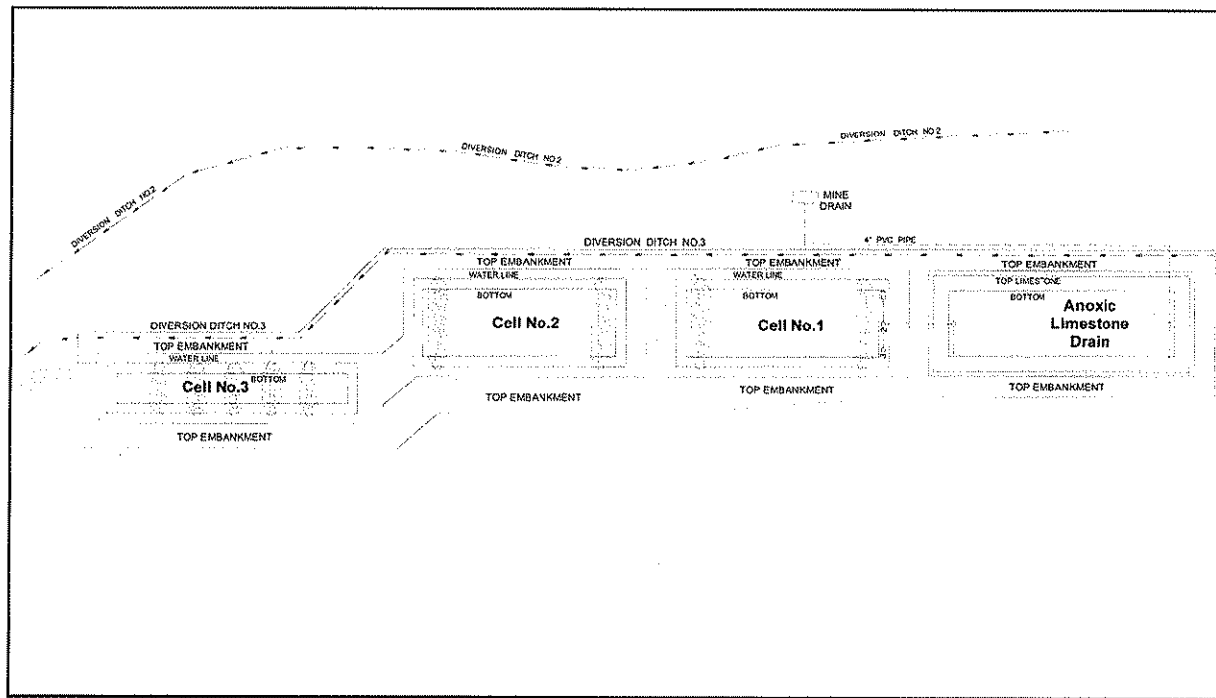 DIVERSION DITCH NO.2
DIVERSION DITCH NO.2
DIVERSION DITCH NO.2
MINE
DRAIN
DIVERSION DITCH NO.3
4" PVC PIPE
TOP EMBANKMENT
TOP EMBANKMENT
TOP EMBANKMENT
WATER LINE
WATER LINE
TOP LIMESTONE
BOTTOM
BOTTOM
BOTTOM
Cell No.2
Cell No.1
Anoxic
Limestone
Drain
DIVERSION DITCH NO.3
TOP EMBANKMENT
WATER LINE
BOTTOM
Cell No.3
TOP EMBANKMENT
TOP EMBANKMENT
TOP EMBANKMENT
TOP EMBANKMENT